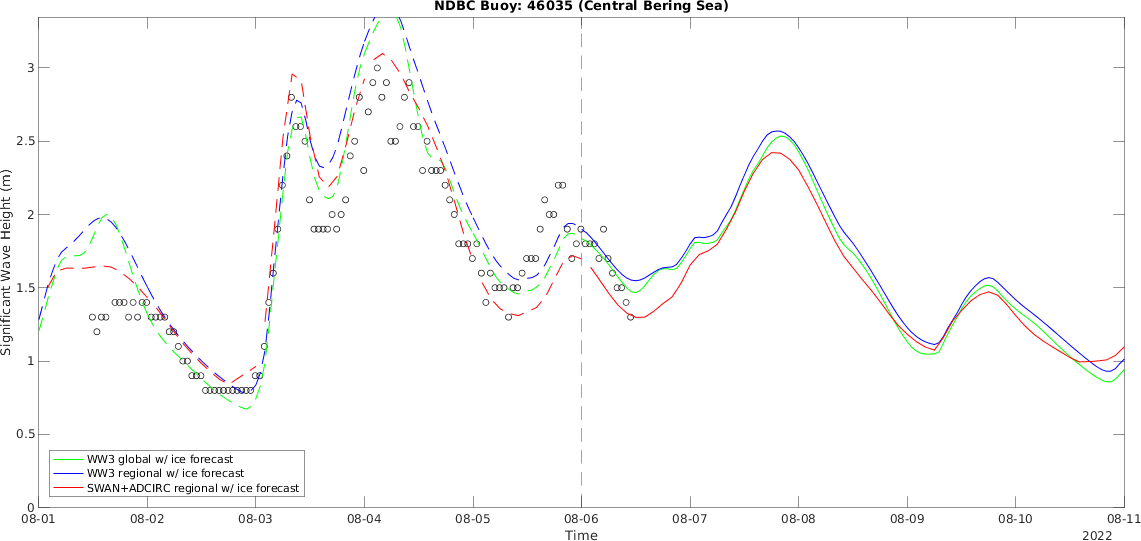 NDBC Buoy: 46035 (Central Bering Sea)
3
2.5
2
1.5
1
0.5
0
Significant Wave Height (m)
WW3 global w/ ice forecast
WW3 regional w/ ice forecast
SWAN+ADCIRC regional w/ ice forecast
08-01 08-02 08-03 08-04 08-05 08-06 08-07 08-08 08-09 08-10 08-11
Time
2022